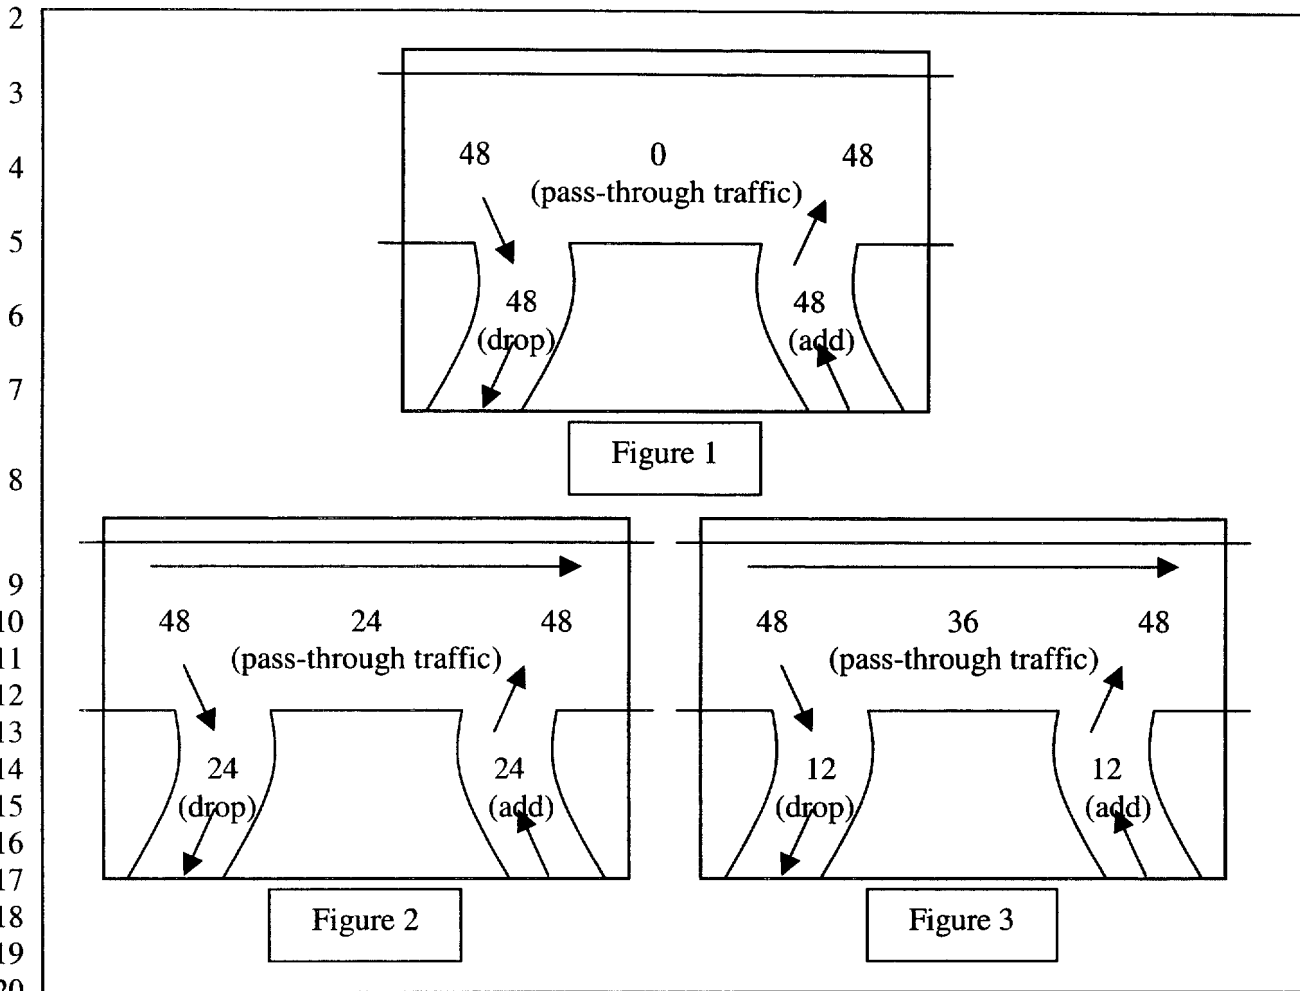 2
3
4
5
6
7
8
9
10
11
12
13
14
15
16
17
18
19
20
48 0 48
(pass-through traffic)
48 48
(drop) (add)
Figure 1
48 24 48
(pass-through traffic)
24 24
(drop) (add)
Figure 2
48 36 48
(pass-through traffic)
12 12
(drop) (add)
Figure 3